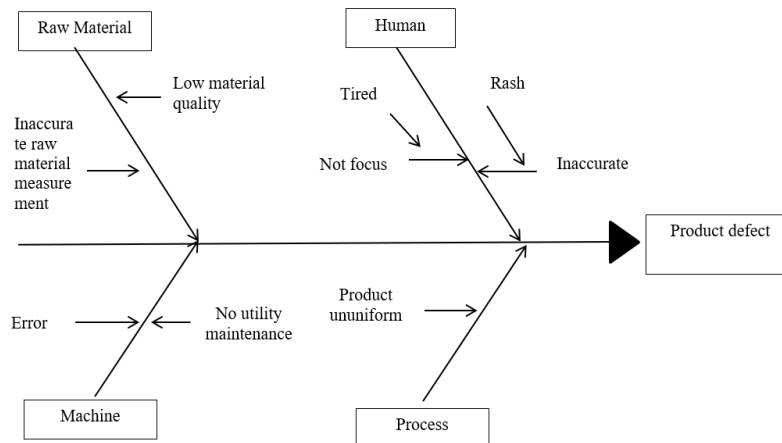 Raw Material
Human
Low material
quality
Tired
Rash
Inaccura
te raw
material
measure
ment
Not focus
Inaccurate
Product defect
Error
No utility
maintenance
Product
ununiform
Machine
Process